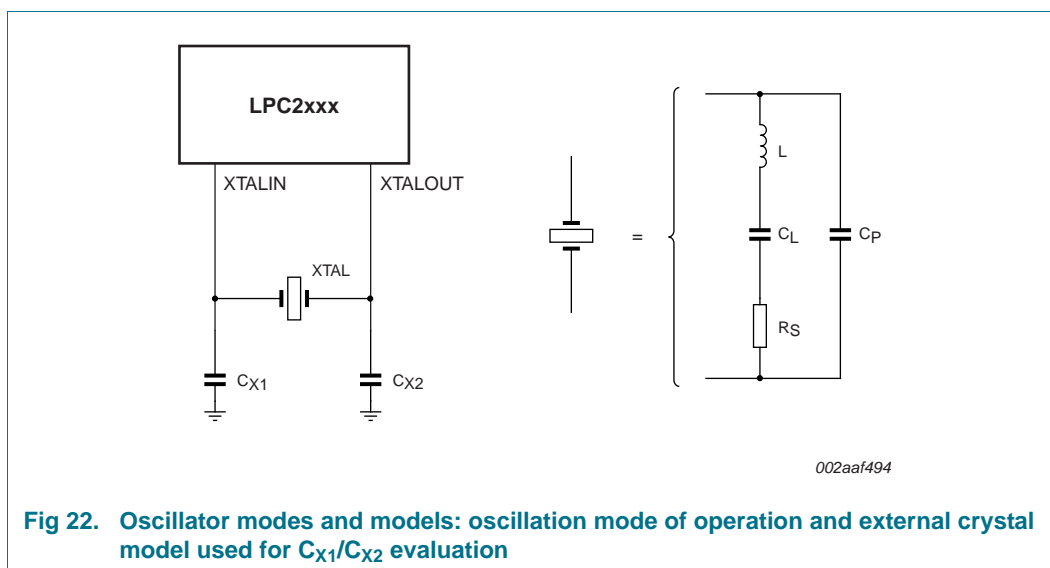 LPC2xxx
XTALIN
XTALOUT
XTAL
CX1
CX2
=
L
CL
CP
RS
002aaf494
Fig 22. Oscillator modes and models: oscillation mode of operation and external crystal
model used for CX1/CX2 evaluation